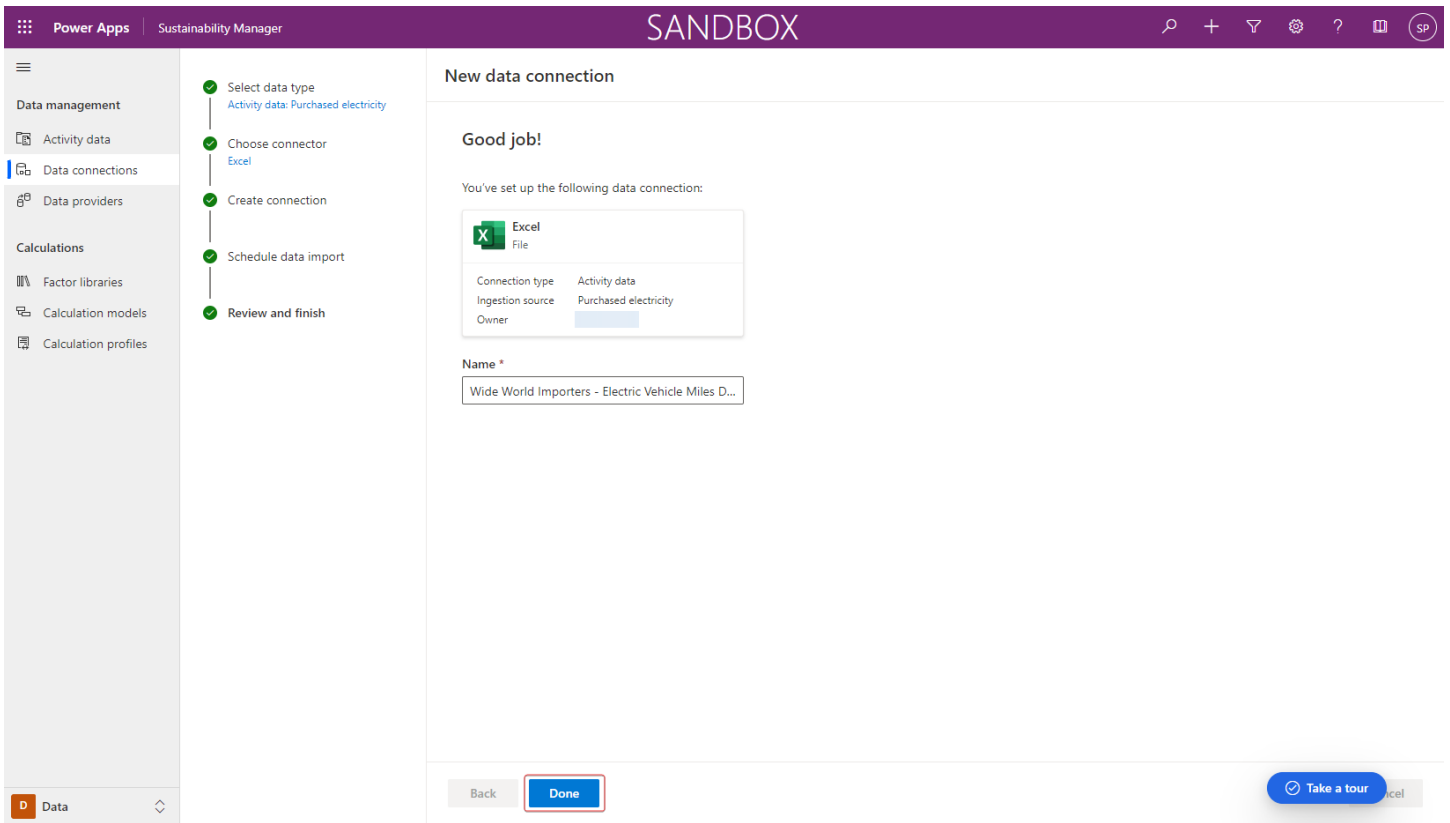 Power Apps
Sustainability Manager
SANDBOX
?
SP
Data management
Activity data
Data connections
Data providers
Calculations
Factor libraries
Calculation models
Calculation profiles
D Data
Select data type
Activity data: Purchased electricity
Choose connector
Excel
Create connection
Schedule data import
Review and finish
New data connection
Good job!
You've set up the following data connection:
X
Excel
File
Connection type Activity data
Ingestion source Purchased electricity
Owner
Name *
Wide World Importers - Electric Vehicle Miles D...
Back
Done
Take a tour